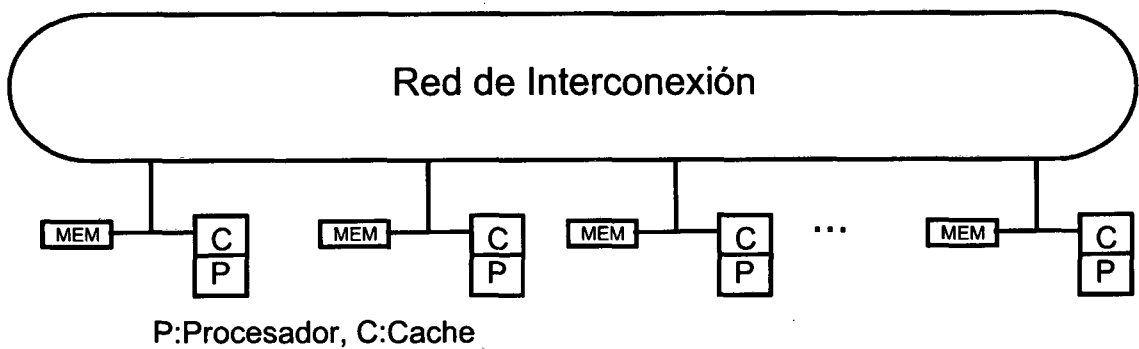 Red de Interconexión
MEM C MEM C MEM C ... MEM C
P P P P
P:Procesador, C:Cache